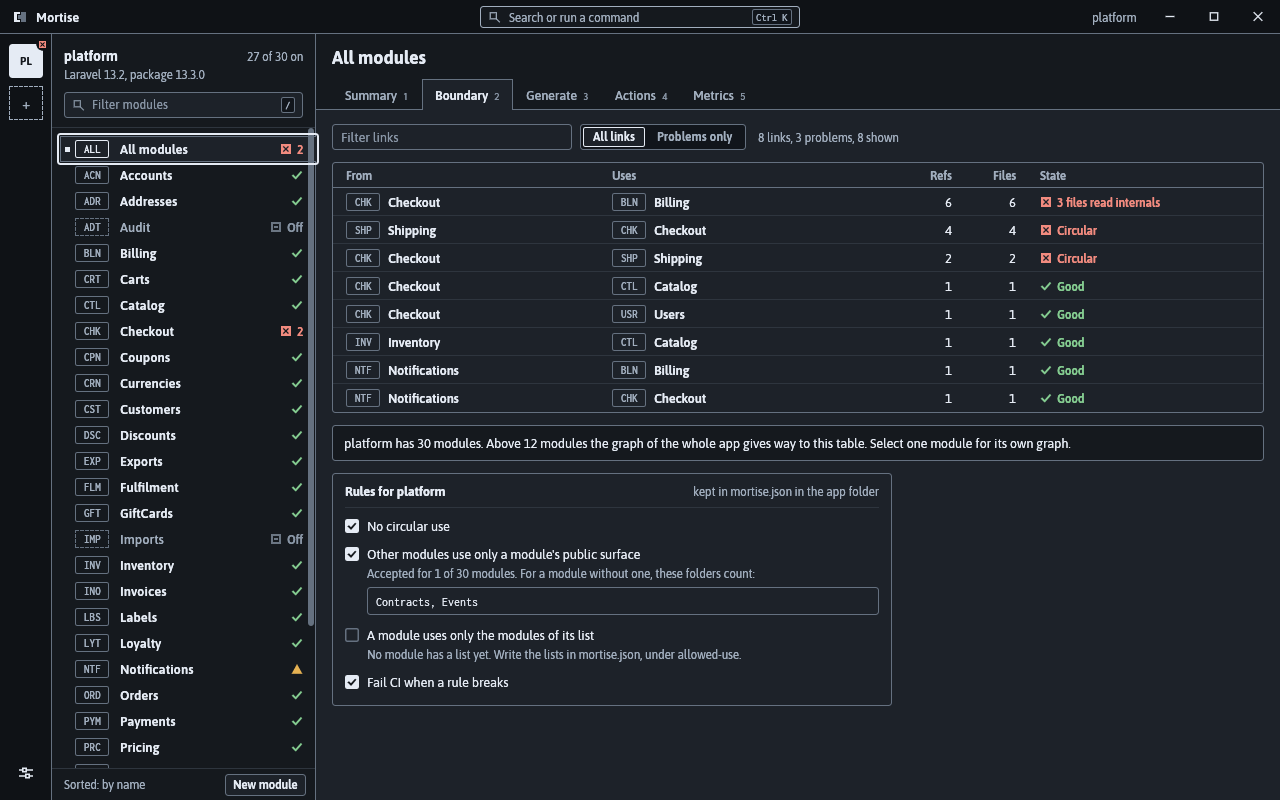 Mortise
Search or run a command Ctrl K
platform
PL
+
platform 27 of 30 on
Laravel 13.2, package 13.3.0
Filter modules /
ALL All modules 2
ACN Accounts
ADR Addresses
ADT Audit Off
BLN Billing
CRT Carts
CTL Catalog
CHK Checkout 2
CPN Coupons
CRN Currencies
CST Customers
DSC Discounts
EXP Exports
FLM Fulfilment
GFT GiftCards
IMP Imports Off
INV Inventory
INO Invoices
LBS Labels
LYT Loyalty
NTF Notifications
ORD Orders
PYM Payments
PRC Pricing
Sorted: by name New module
All modules
Summary 1 Boundary 2 Generate 3 Actions 4 Metrics 5
Filter links All links Problems only 8 links, 3 problems, 8 shown
From Uses Refs Files State
CHK Checkout BLN Billing 6 6 3 files read internals
SHP Shipping CHK Checkout 4 4 Circular
CHK Checkout SHP Shipping 2 2 Circular
CHK Checkout CTL Catalog 1 1 Good
CHK Checkout USR Users 1 1 Good
INV Inventory CTL Catalog 1 1 Good
NTF Notifications BLN Billing 1 1 Good
NTF Notifications CHK Checkout 1 1 Good
platform has 30 modules. Above 12 modules the graph of the whole app gives way to this table. Select one module for its own graph.
Rules for platform kept in mortise.json in the app folder
No circular use
Other modules use only a module's public surface
Accepted for 1 of 30 modules. For a module without one, these folders count:
Contracts, Events
A module uses only the modules of its list
No module has a list yet. Write the lists in mortise.json, under allowed-use.
Fail CI when a rule breaks